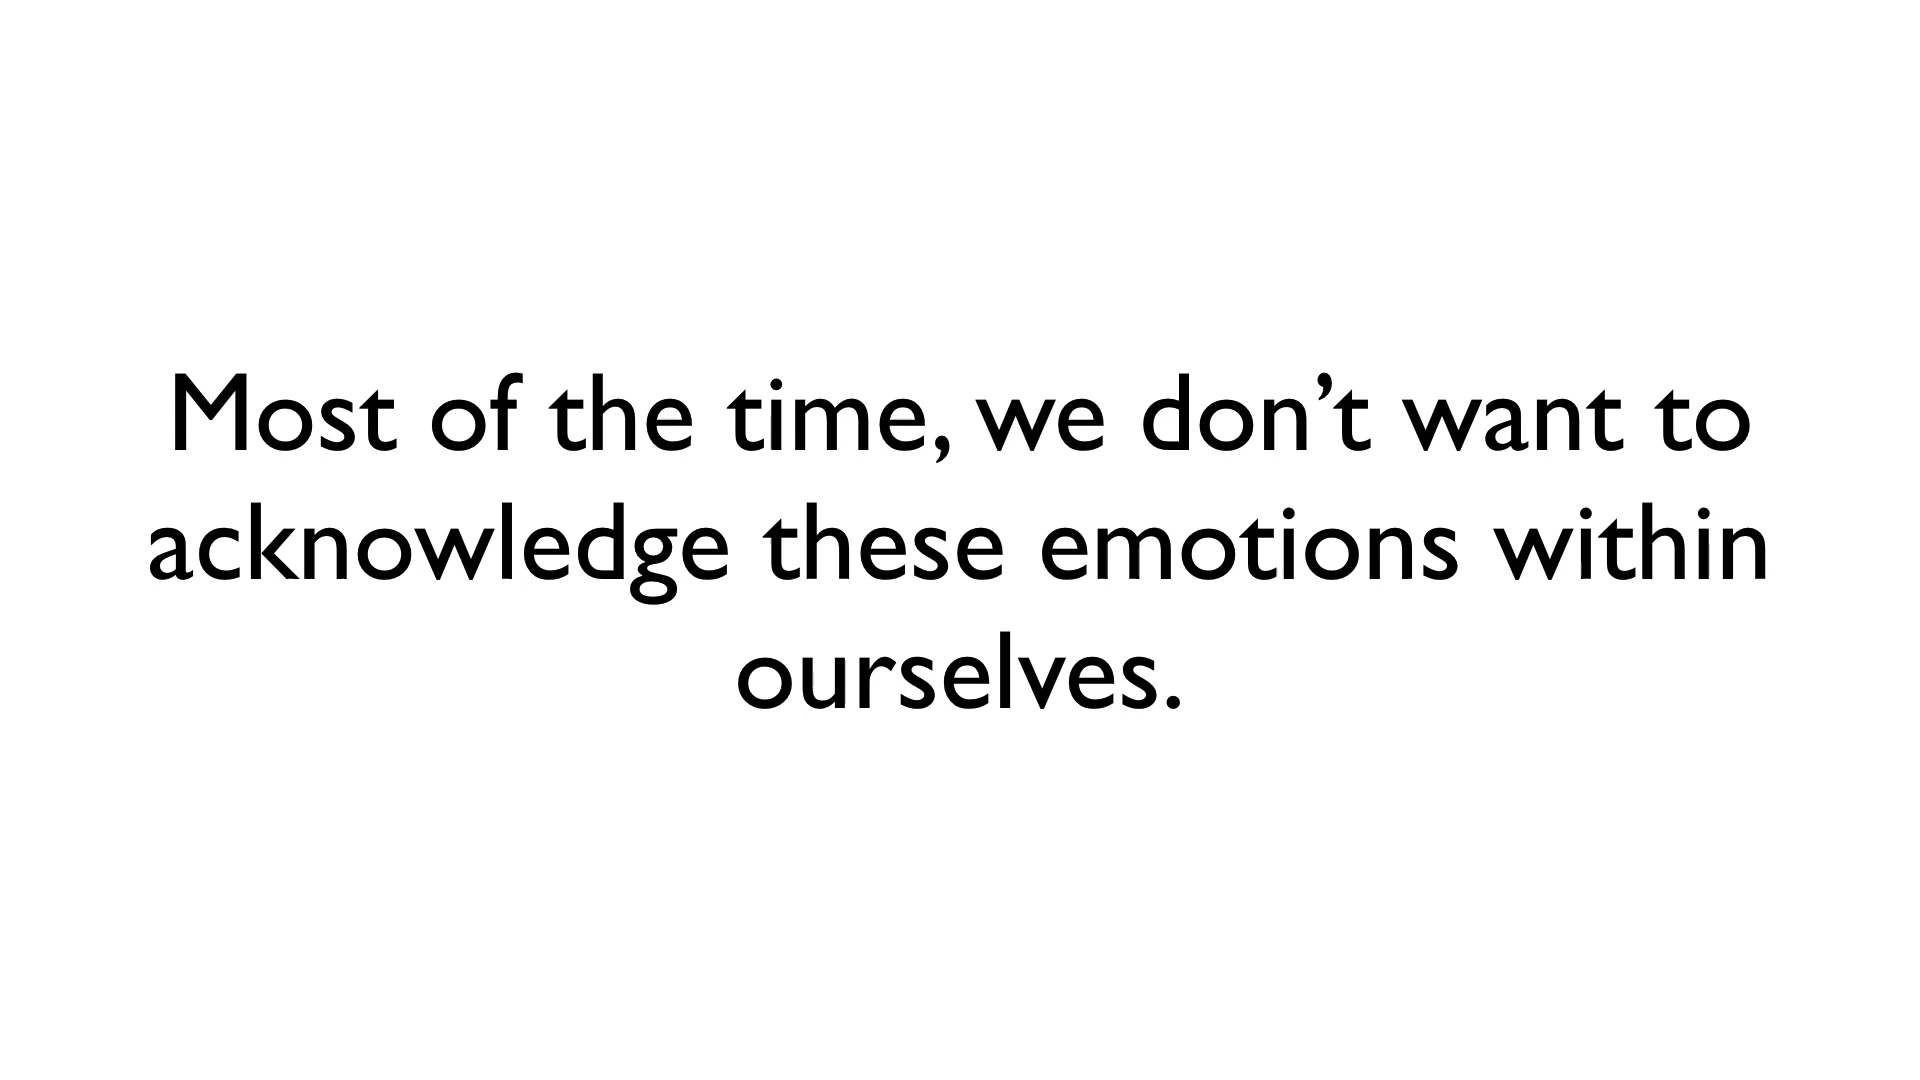 Most of the time, we don’t want to
acknowledge these emotions within
ourselves.